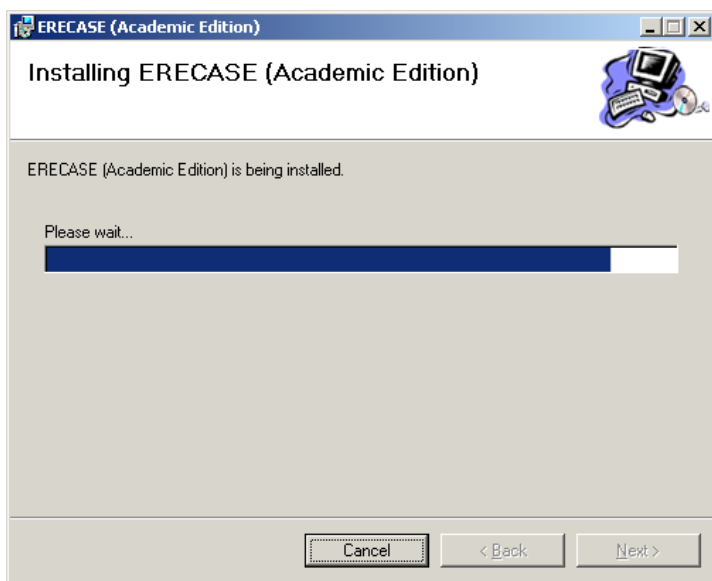 ERECASE (Academic Edition)
Installing ERECASE (Academic Edition)
ERECASE (Academic Edition) is being installed.
Please wait...
Cancel
< Back
Next >